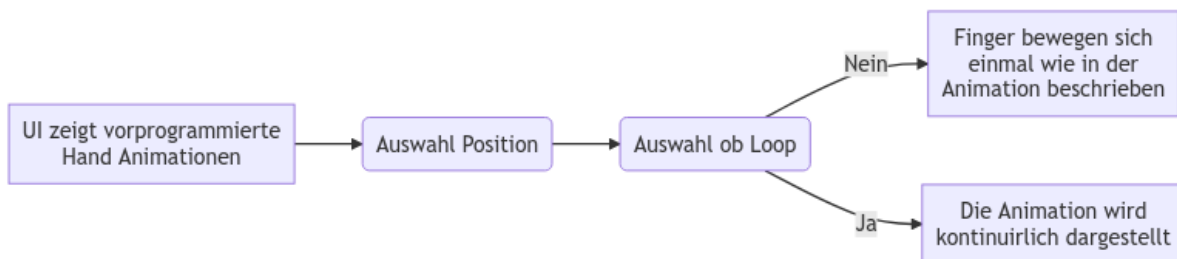 UI zeigt vorprogrammierte
Hand Animationen
Auswahl Position
Auswahl ob Loop
Nein
Finger bewegen sich
einmal wie in der
Animation beschrieben
Ja
Die Animation wird
kontinuirlich dargestellt